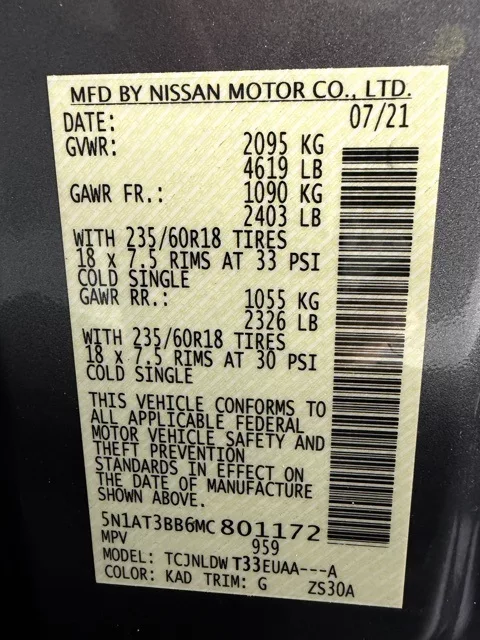 MFD BY NISSAN MOTOR CO., LTD.
DATE: 07/21
GVWR: 2095 KG
4619 LB
GAWR FR.: 1090 KG
2403 LB
WITH 235/60R18 TIRES
18 x 7.5 RIMS AT 33 PSI
COLD SINGLE
GAWR RR.: 1055 KG
2326 LB
WITH 235/60R18 TIRES
18 x 7.5 RIMS AT 30 PSI
COLD SINGLE
THIS VEHICLE CONFORMS TO
ALL APPLICABLE FEDERAL
MOTOR VEHICLE SAFETY AND
THEFT PREVENTION
STANDARDS IN EFFECT ON
THE DATE OF MANUFACTURE
SHOWN ABOVE.
5N1AT3BB6MC801172
MPV 959
MODEL: TCJNLDW T33EUAA---A
COLOR: KAD TRIM: G ZS30A